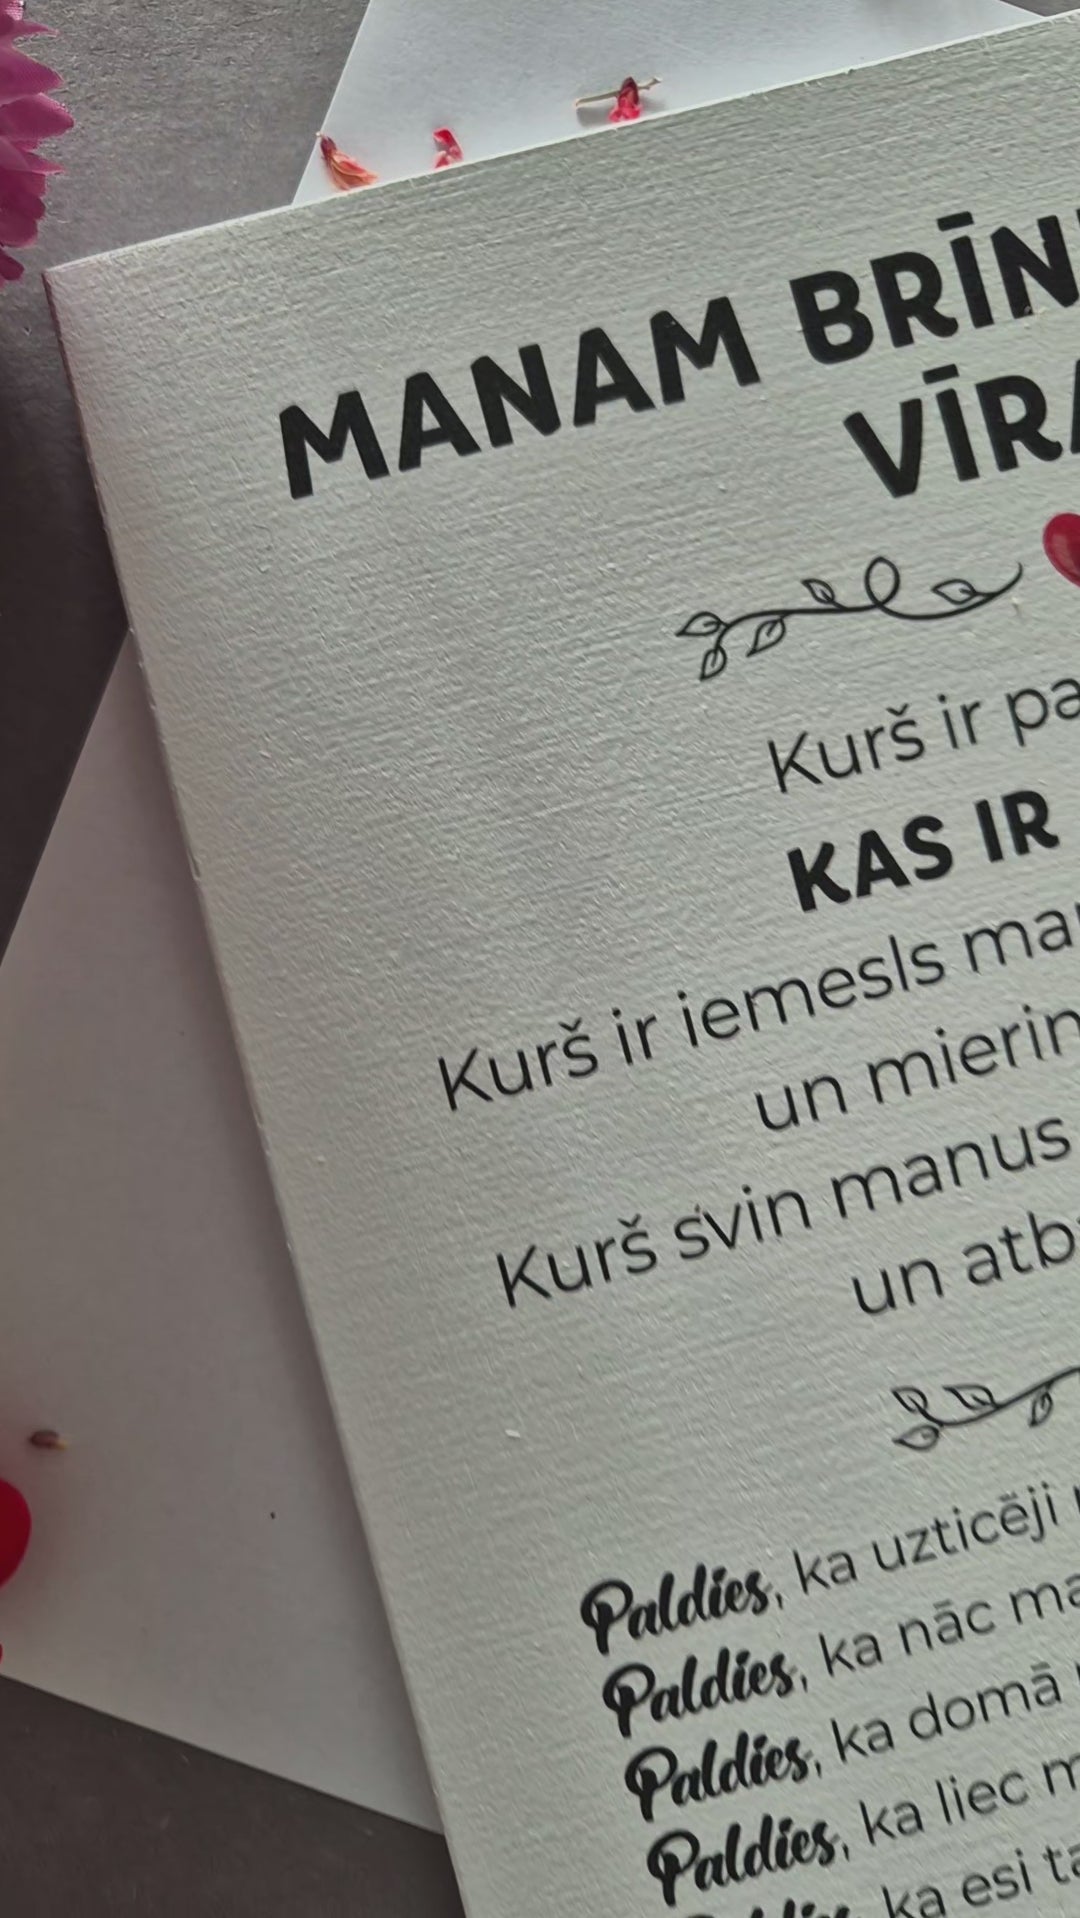 MANAM BRĪN
VĪRA
Kurš ir pa
KAS IR
Kurš ir iemesls ma
un mierin
Kurš svin manus
un atb
Paldies, ka uzticēji
Paldies, ka nāc ma
Paldies, ka domā
Paldies, ka liec m
ka esi tā